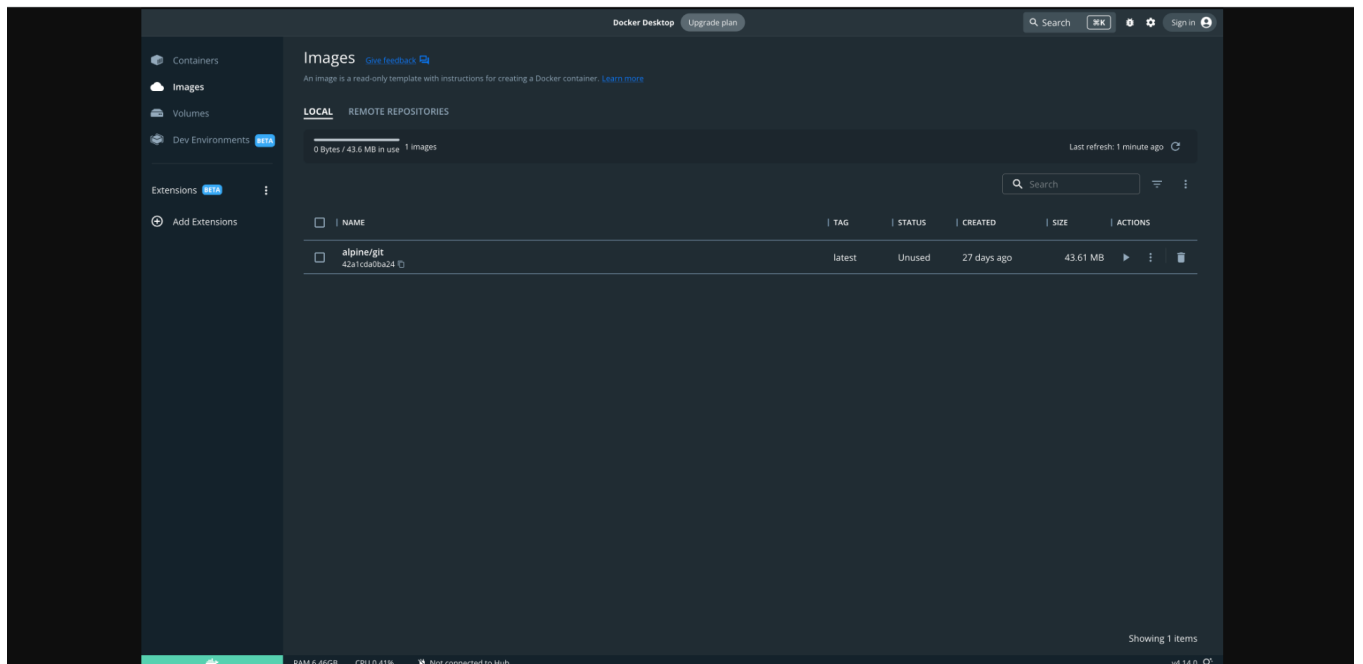 Docker Desktop Upgrade plan Search ⌘K Sign in
Containers
Images
Volumes
Dev Environments BETA
Extensions BETA
Add Extensions
Images Give feedback
An image is a read-only template with instructions for creating a Docker container. Learn more
LOCAL REMOTE REPOSITORIES
0 Bytes / 43.6 MB in use 1 images Last refresh: 1 minute ago
Search
NAME TAG STATUS CREATED SIZE ACTIONS
alpine/git latest Unused 27 days ago 43.61 MB
42a1cda0ba24
Showing 1 items
RAM 6.46GB CPU 0.41% Not connected to Hub v4.14.0